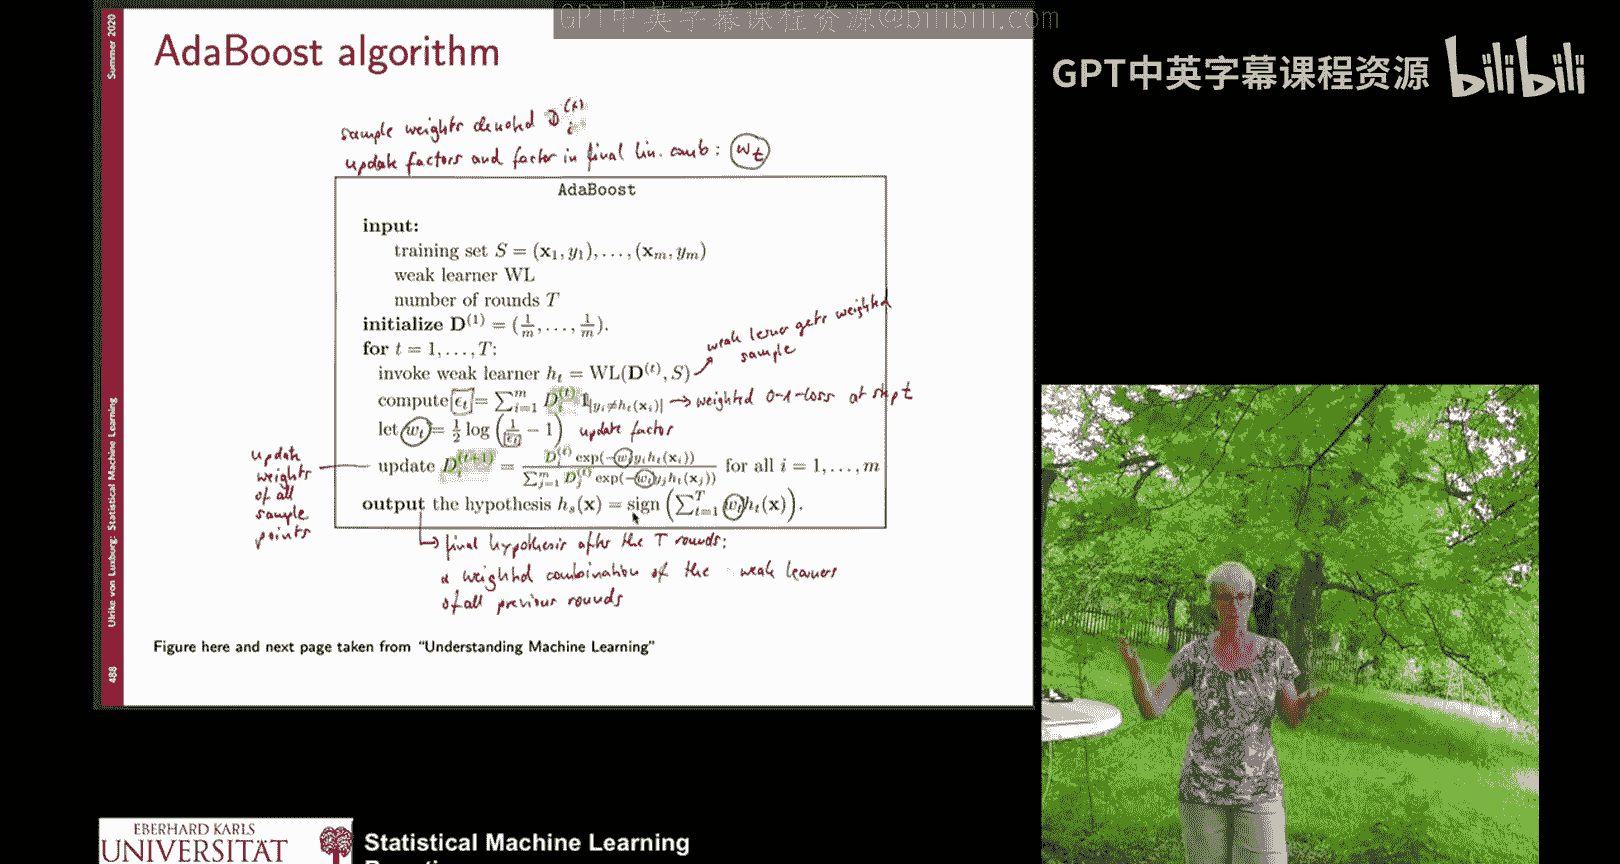 GPT中英字幕课程资源@bilibili.com
GPT中英字幕课程资源 bilibili
Summer 2020
Ulrike von Luxburg: Statistical Machine Learning
488
AdaBoost algorithm
sample weights denoted D_i^(t)
update factors and factor in final lin. comb: w_t
AdaBoost
input:
training set S = (x_1, y_1), . . . , (x_m, y_m)
weak learner WL
number of rounds T
initialize D^(1) = (1/m, . . . , 1/m).
for t = 1, . . . , T:
invoke weak learner h_t = WL(D^(t), S)
weak lerner gets weighted
sample
compute ϵ_t = ∑_{i=1}^m D_i^(t) 𝟙_[y_i≠h_t(x_i)] → weighted 0-1-loss at step t
let w_t = 1/2 log (1/ϵ_t − 1) update factor
update D_i^(t+1) = D_i^(t) exp(−w_t y_i h_t(x_i)) / ∑_{j=1}^m D_j^(t) exp(−w_t y_j h_t(x_j)) for all i = 1, . . . , m
update
weights
of all
sample
points
output the hypothesis h_s(x) = sign (∑_{t=1}^T w_t h_t(x)).
final hypothesis after the T rounds:
a weighted combination of the weak learners
of all previous rounds
Figure here and next page taken from “Understanding Machine Learning”
EBERHARD KARLS
UNIVERSITÄT
Statistical Machine Learning